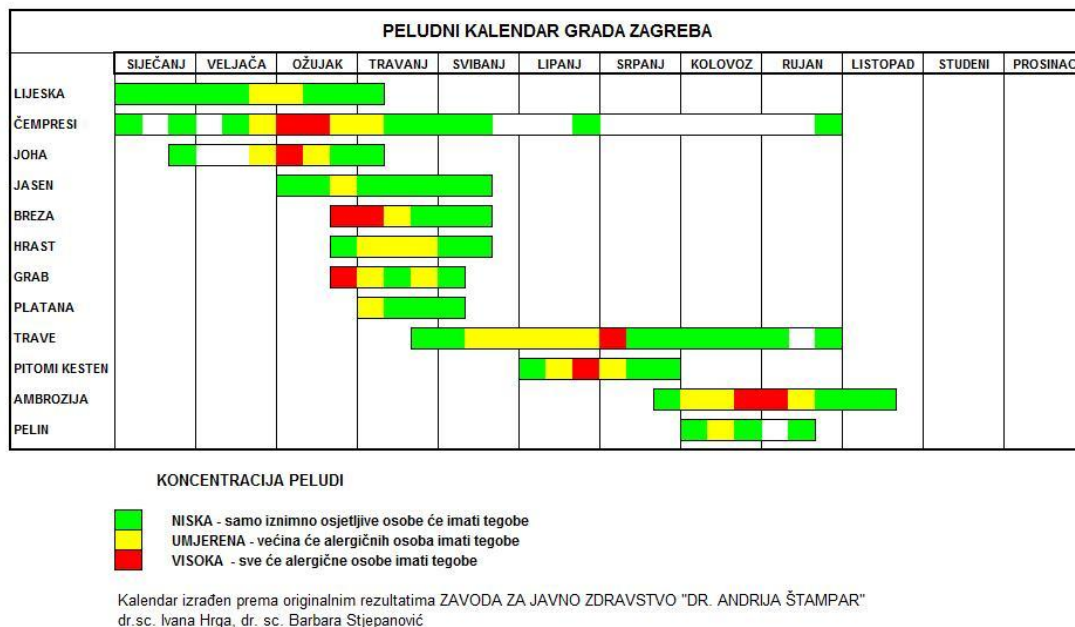 PELUDNI KALENDAR GRADA ZAGREBA
SIJEČANJ VELJAČA OŽUJAK TRAVANJ SVIBANJ LIPANJ SRPANJ KOLOVOZ RUJAN LISTOPAD STUDENI PROSINAC
LIJESKA
ČEMPRESI
JOHA
JASEN
BREZA
HRAST
GRAB
PLATANA
TRAVE
PITOMI KESTEN
AMBROZIJA
PELIN
KONCENTRACIJA PELUDI
NISKA - samo iznimno osjetljive osobe će imati tegobe
UMJERENA - većina će alergičnih osoba imati tegobe
VISOKA - sve će alergične osobe imati tegobe
Kalendar izrađen prema originalnim rezultatima ZAVODA ZA JAVNO ZDRAVSTVO "DR. ANDRIJA ŠTAMPAR"
dr.sc. Ivana Hrga, dr. sc. Barbara Stjepanović